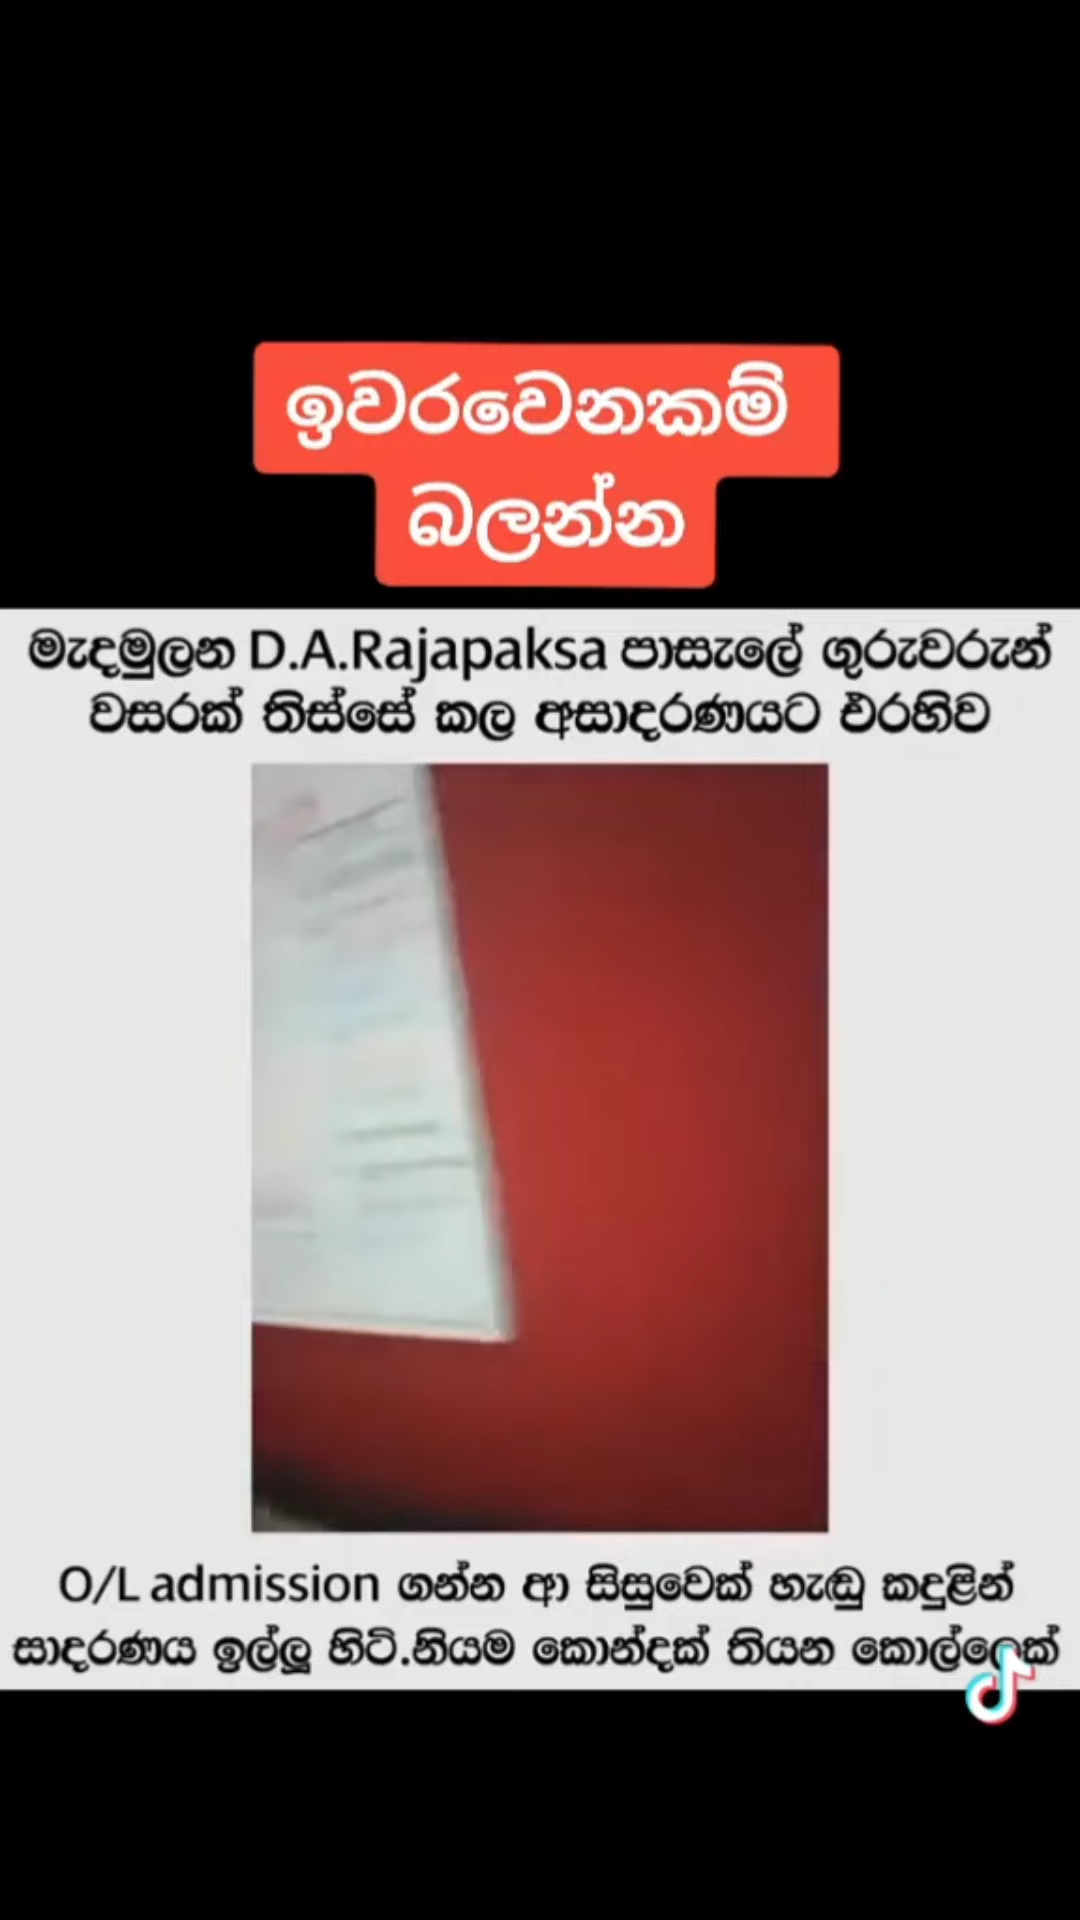 ඉවරවෙනකම්
බලන්න
මැදමුලන D.A.Rajapaksa පාසැලේ ගුරුවරුන්
වසරක් තිස්සේ කල අසාදරණයට එරහිව
O/L admission ගන්න ආ සිසුවෙක් හැඬු කදුළින්
සාදරණය ඉල්ලූ හිටි.නියම කොන්දක් තියන කොල්ලෙක්